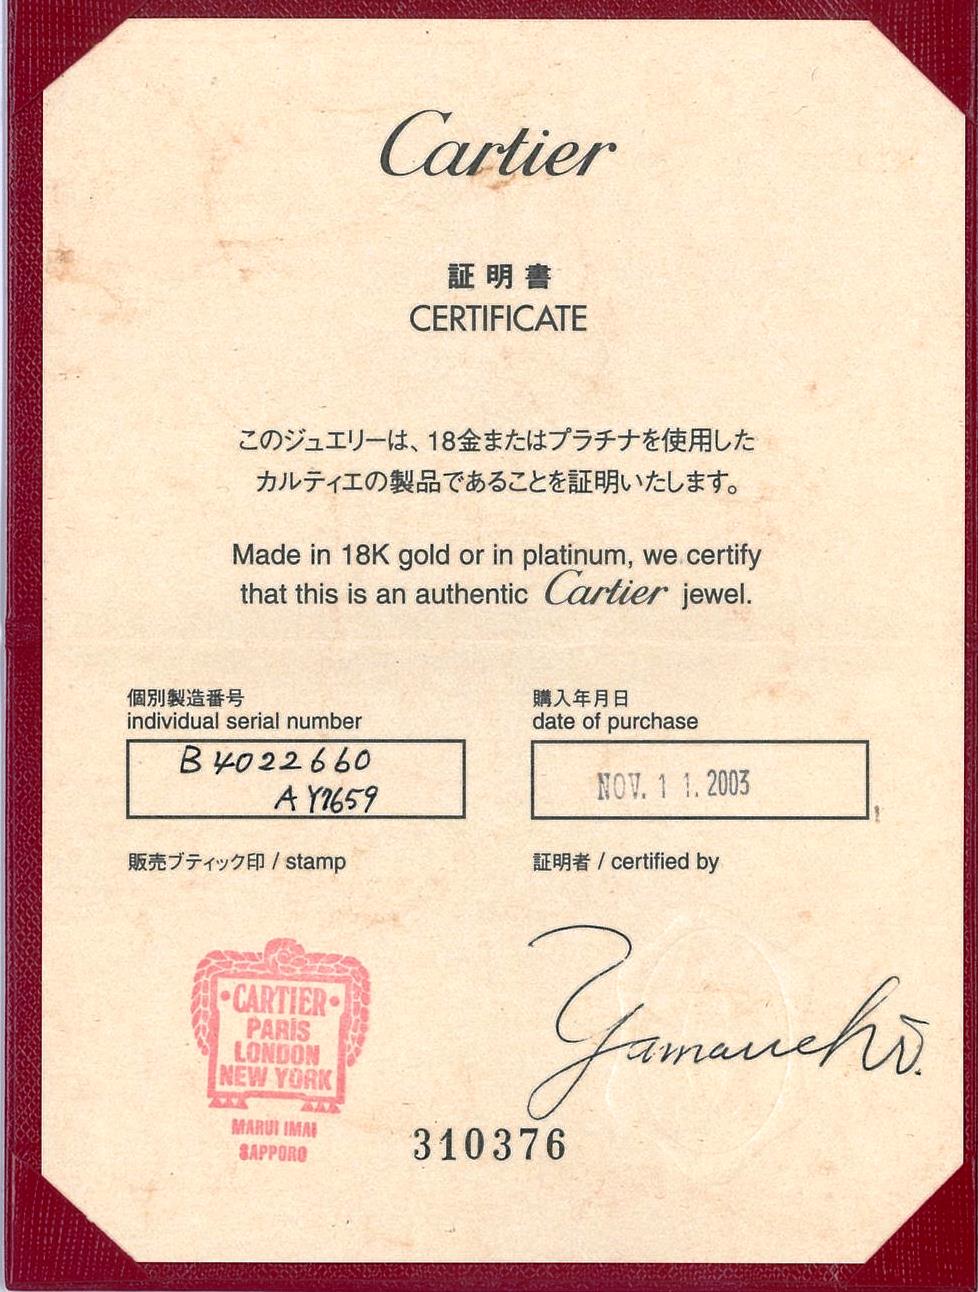 Cartier
証明書
CERTIFICATE
このジュエリーは、18金またはプラチナを使用した
カルティエの製品であることを証明いたします。
Made in 18K gold or in platinum, we certify
that this is an authentic Cartier jewel.
個別製造番号
individual serial number
B4022660
AY7659
購入年月日
date of purchase
NOV. 11.2003
販売ブティック印 / stamp
証明者 / certified by
・CARTIER・
PARIS
LONDON
NEW YORK
MARUI IMAI
SAPPORO
Yamauchi.
310376